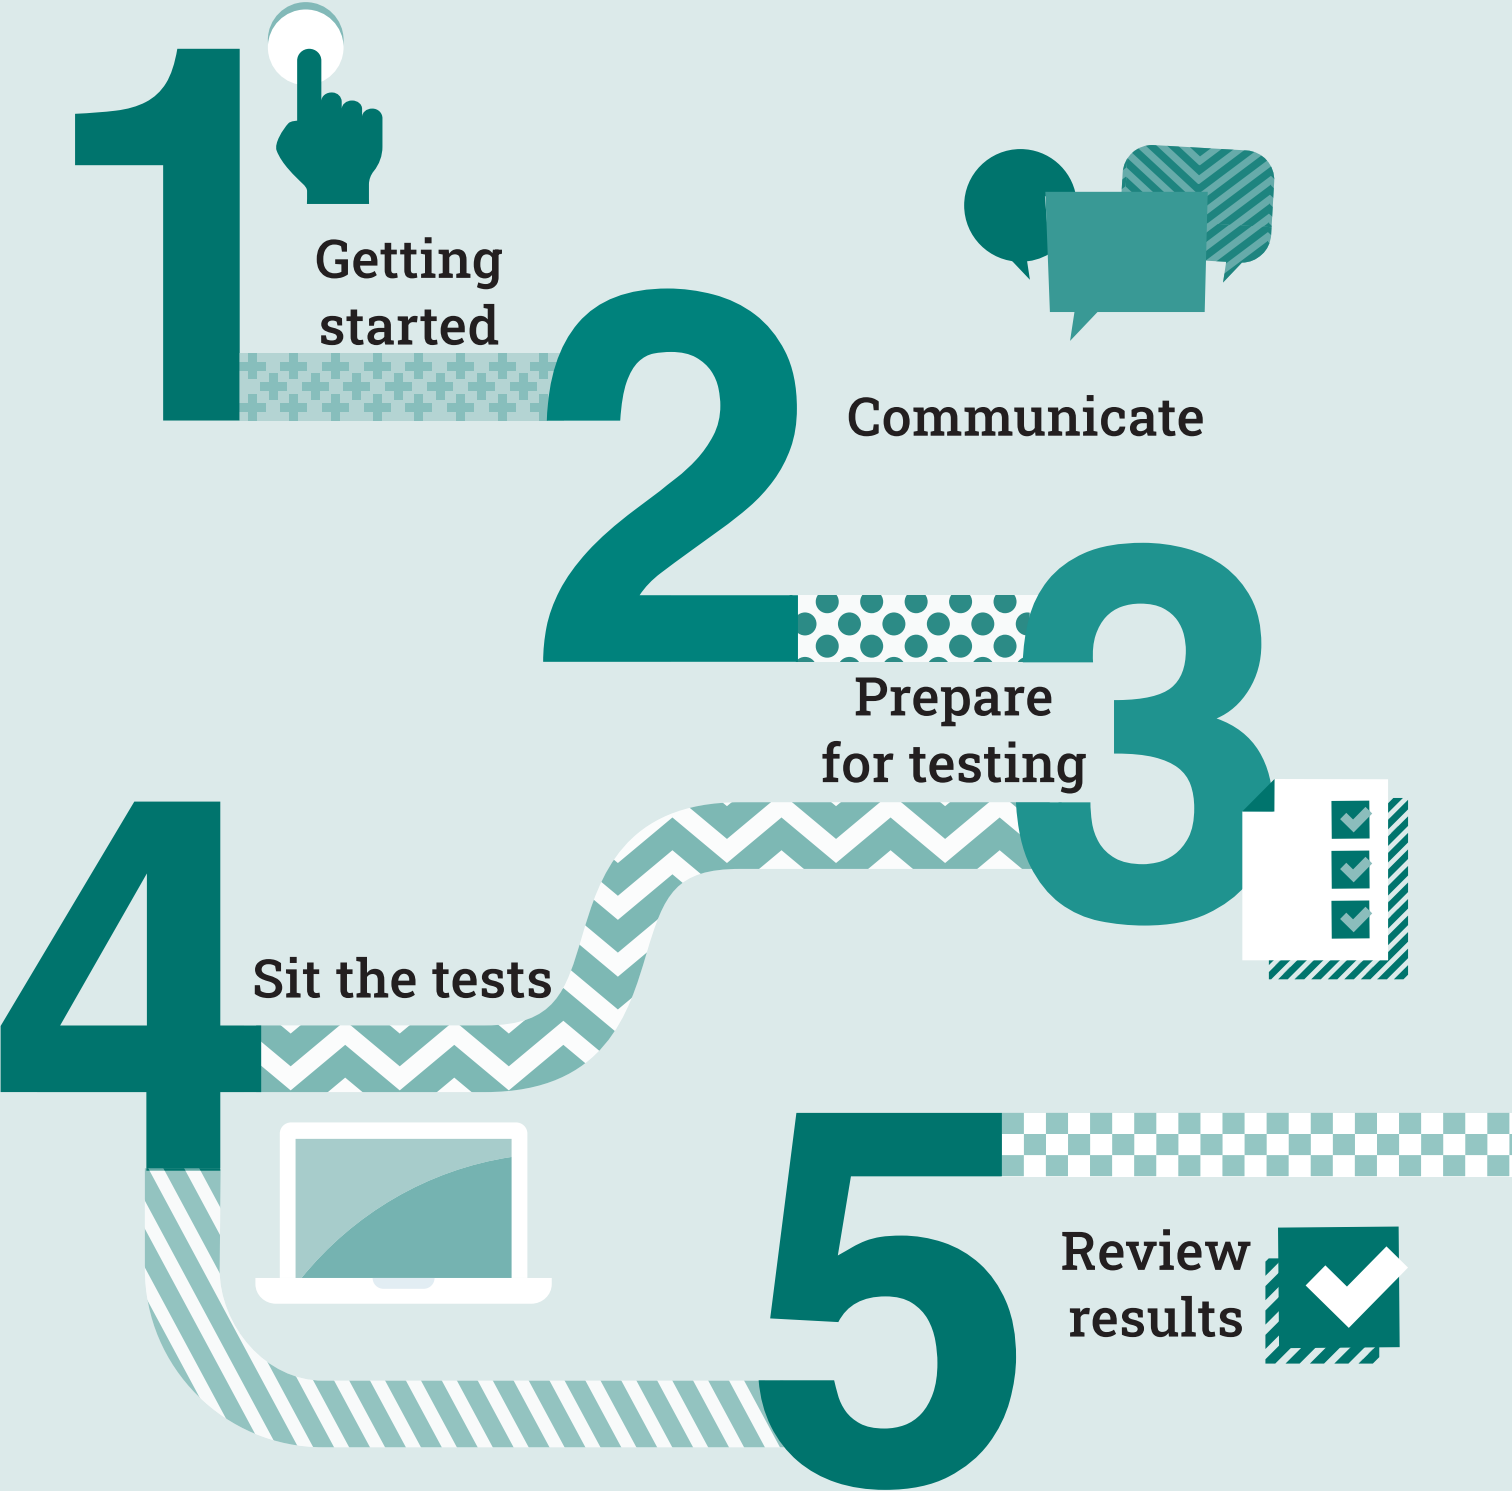 1
Getting
started
2
Communicate
3
Prepare
for testing
4
Sit the tests
5
Review
results